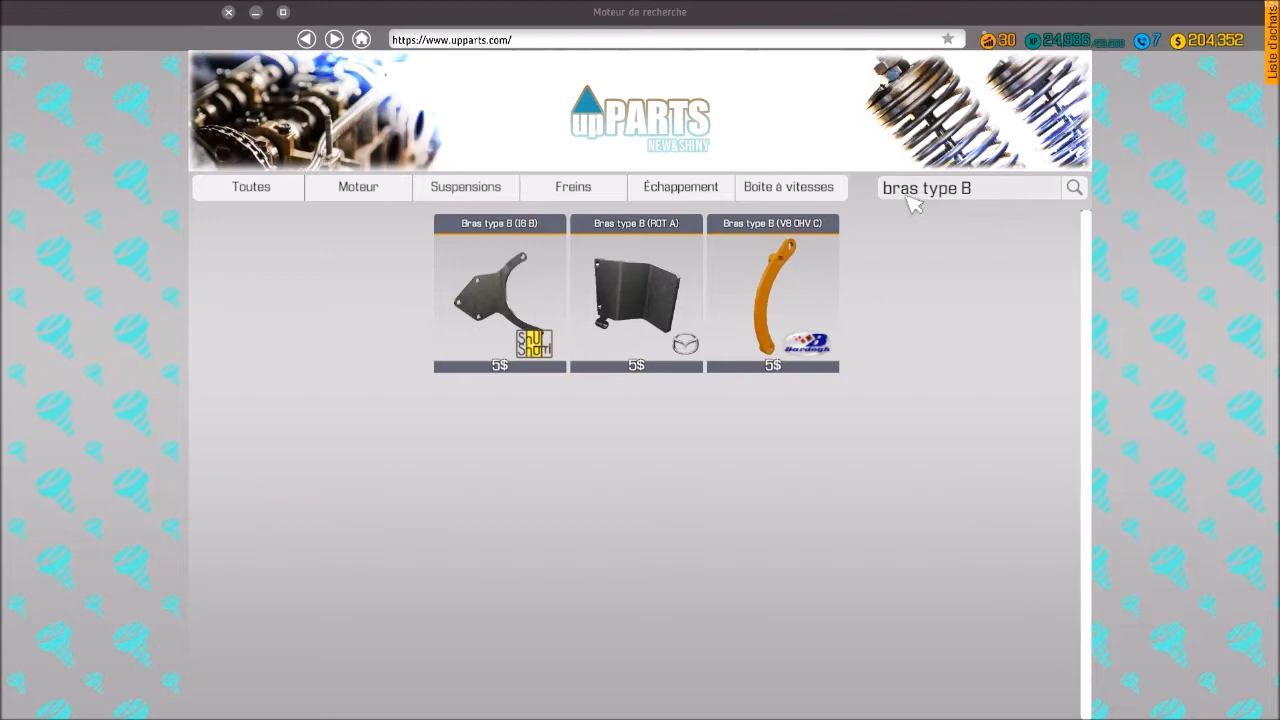 Moteur de recherche
https://www.upparts.com/
30
24,986
7
204,352
Liste d'achats
upPARTS
NEW&SHINY
Toutes
Moteur
Suspensions
Freins
Échappement
Boite à vitesses
bras type B
Bras type B (I6 B)
Bras type B (ROT A)
Bras type B (V8 OHV C)
5$
5$
5$